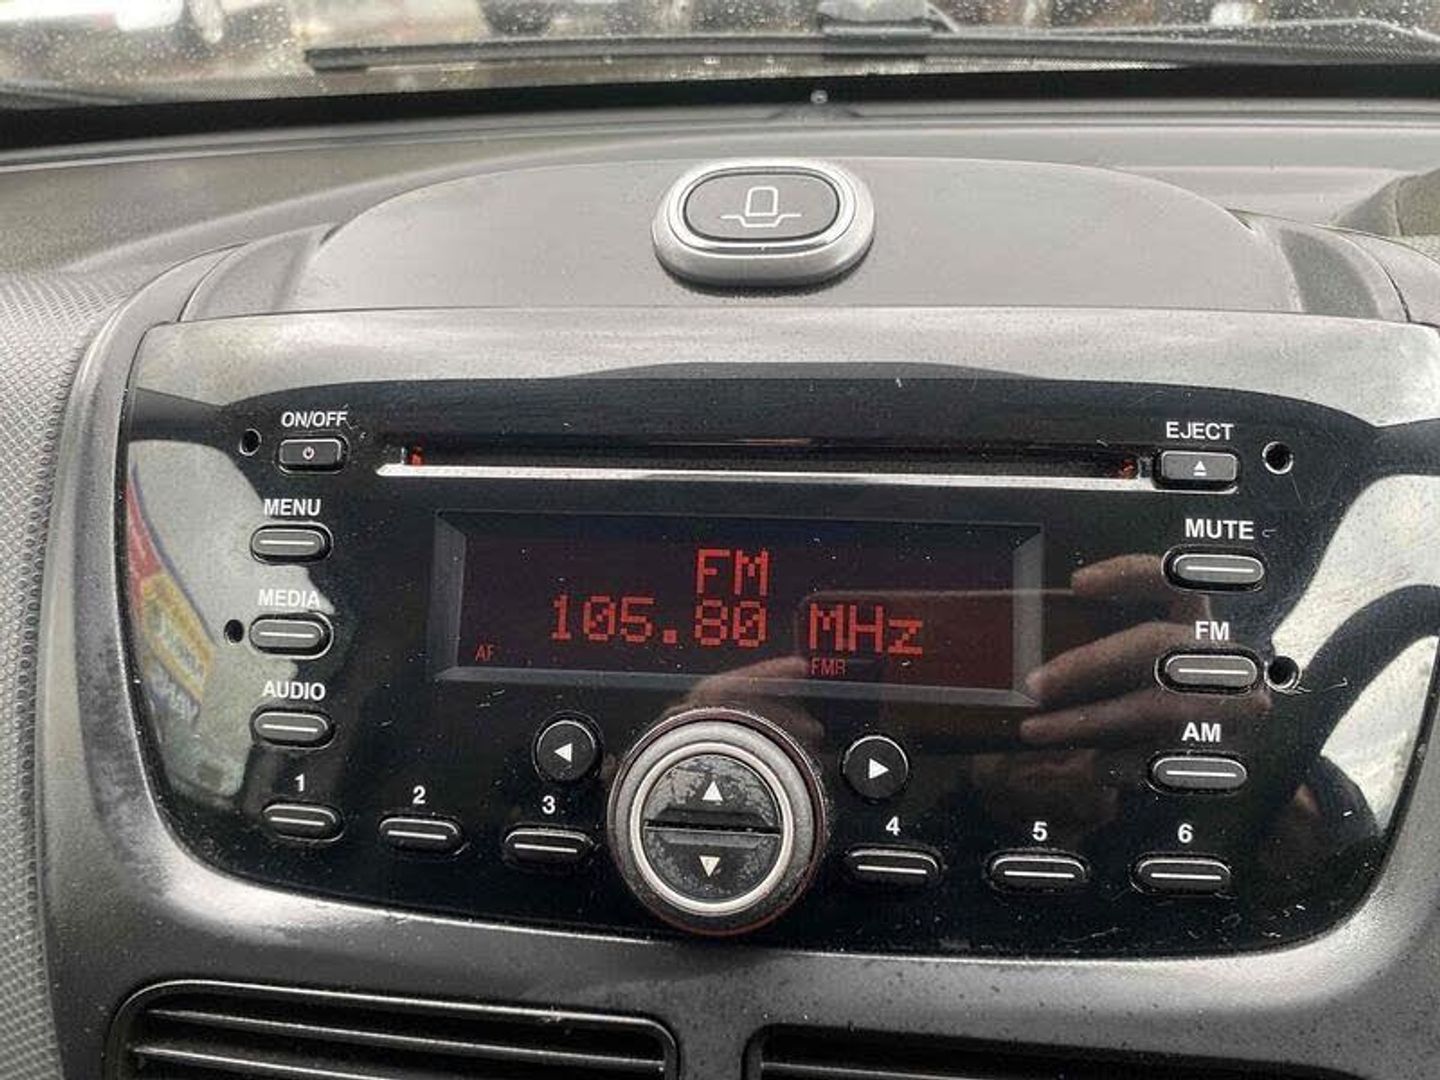 ON/OFF
EJECT
MENU
MUTE
FM
105.80 MHz
MEDIA
AF
FM
AUDIO
AM
1
2
3
4
5
6